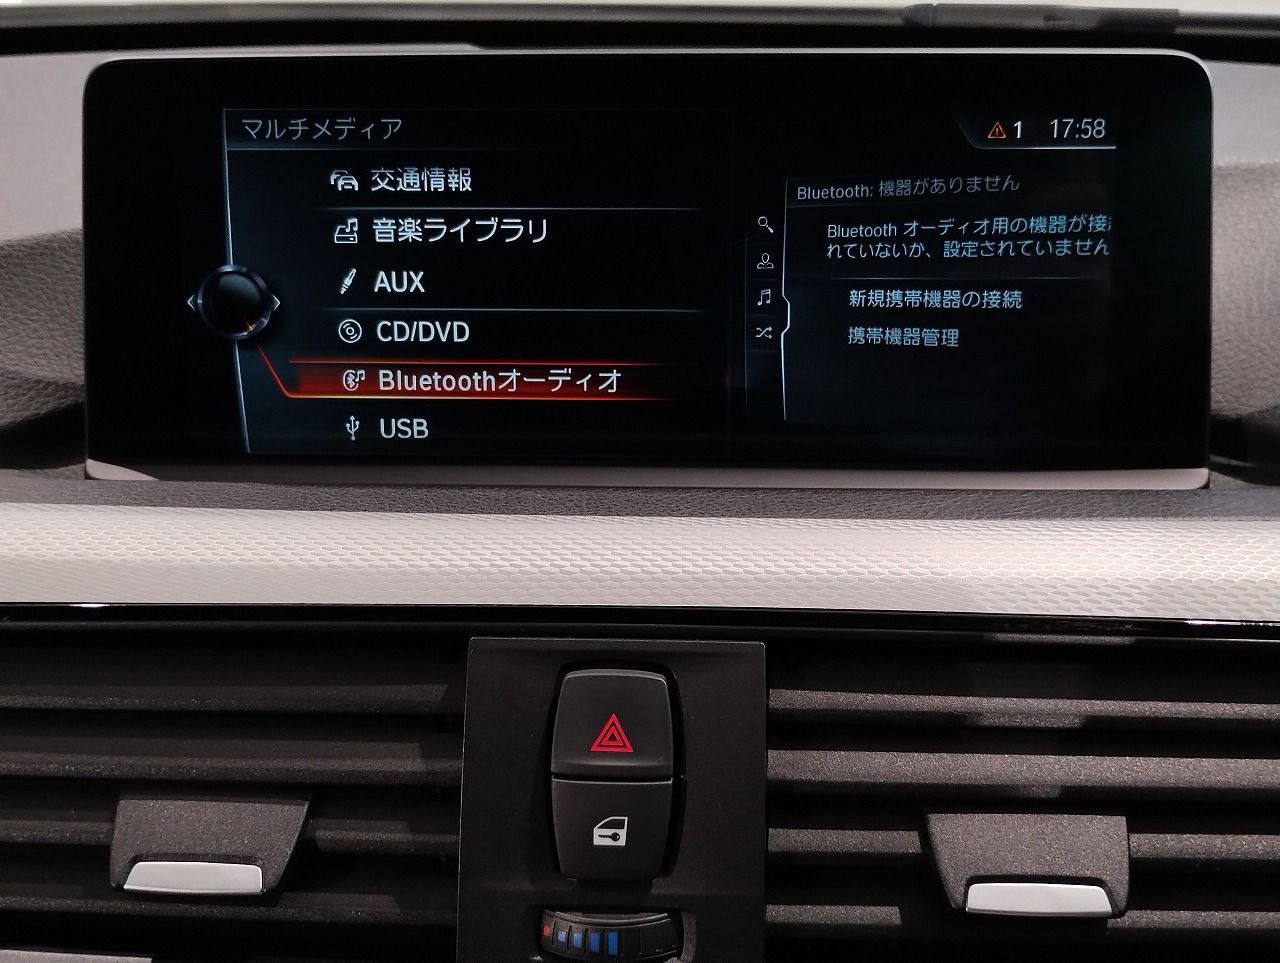 マルチメディア
1 17:58
交通情報
音楽ライブラリ
AUX
CD/DVD
Bluetoothオーディオ
USB
Bluetooth: 機器がありません
Bluetooth オーディオ用の機器が接
れていないか、設定されていません
新規携帯機器の接続
携帯機器管理